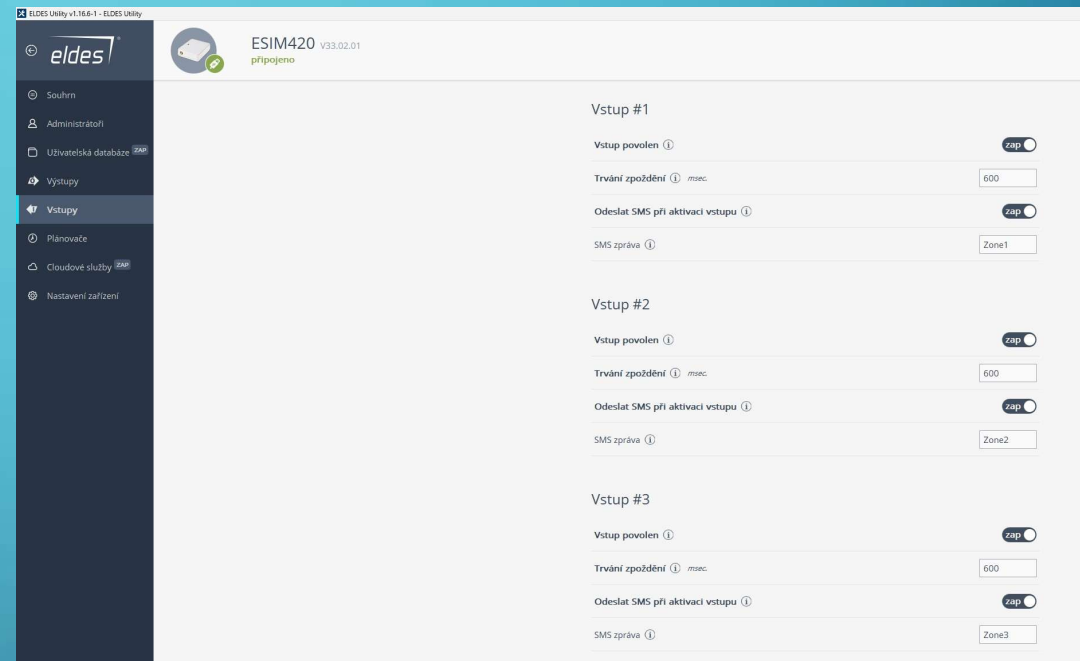 ELDES Utility v1.16.6-1 - ELDES Utility
eldes
ESIM420 V33.02.01
připojeno
Souhrn
Administrátoři
Uživatelská databáze ZAP
Výstupy
Vstupy
Plánovače
Cloudové služby ZAP
Nastavení zařízení
Vstup #1
Vstup povolen zap
Trvání zpoždění msec. 600
Odeslat SMS při aktivaci vstupu zap
SMS zpráva Zone1
Vstup #2
Vstup povolen zap
Trvání zpoždění msec. 600
Odeslat SMS při aktivaci vstupu zap
SMS zpráva Zone2
Vstup #3
Vstup povolen zap
Trvání zpoždění msec. 600
Odeslat SMS při aktivaci vstupu zap
SMS zpráva Zone3